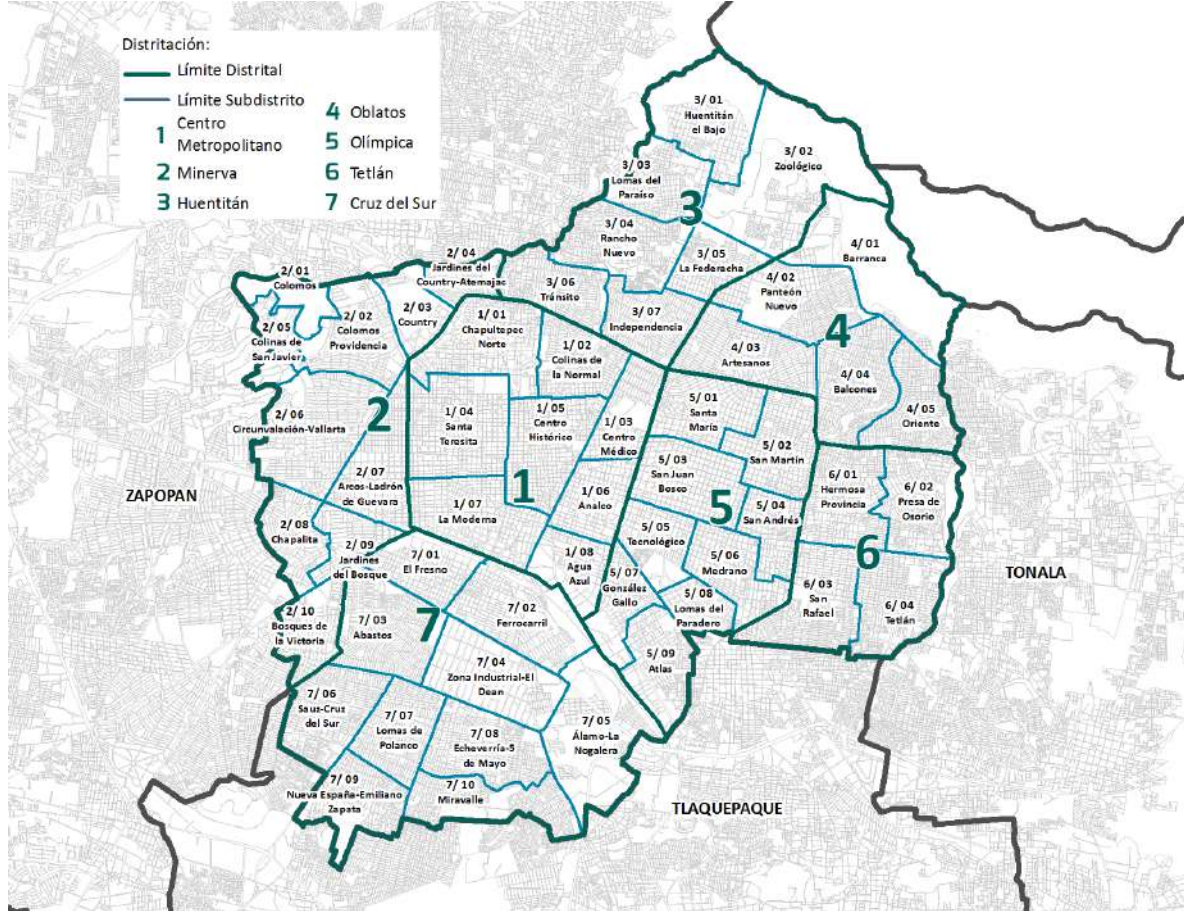 Distritación:
Límite Distrital
Límite Subdistrito
1 Centro
Metropolitano
2 Minerva
3 Huentitán
4 Oblatos
5 Olímpica
6 Tetlán
7 Cruz del Sur
3/ 01
Huentitán
el Bajo
3/ 02
Zoológico
3/ 03
Lomas del
Paraíso
3
3/ 04
Rancho
Nuevo
3/ 05
La Federacha
3/ 06
Tránsito
3/ 07
Independencia
4/ 01
Barranca
4/ 02
Panteón
Nuevo
4
4/ 03
Artesanos
4/ 04
Balcones
4/ 05
Oriente
2/ 04
Jardines del
Country-Atemajac
2/ 01
Colomos
2/ 02
Colomos
Providencia
2/ 03
Country
2/ 05
Colinas de
San Javier
2
2/ 06
Circunvalación-Vallarta
2/ 07
Arcos-Ladrón
de Guevara
2/ 08
Chapalita
2/ 09
Jardines
del Bosque
2/ 10
Bosques de
la Victoria
1/ 01
Chapultepec
Norte
1/ 02
Colinas de
la Normal
1/ 03
Centro
Médico
1/ 04
Santa
Teresita
1/ 05
Centro
Histórico
1
1/ 06
Analco
1/ 07
La Moderna
1/ 08
Agua
Azul
5/ 01
Santa
María
5/ 02
San Martín
5/ 03
San Juan
Bosco
5
5/ 04
San Andrés
5/ 05
Tecnológico
5/ 06
Medrano
5/ 07
González
Gallo
5/ 08
Lomas del
Paradero
5/ 09
Atlas
6/ 01
Hermosa
Provincia
6/ 02
Presa de
Osorio
6
6/ 03
San
Rafael
6/ 04
Tetlán
7/ 01
El Fresno
7/ 02
Ferrocarril
7/ 03
Abastos
7
7/ 04
Zona Industrial-El
Dean
7/ 05
Álamo-La
Nogalera
7/ 06
Sauz-Cruz
del Sur
7/ 07
Lomas de
Polanco
7/ 08
Echeverría-5
de Mayo
7/ 09
Nueva España-Emiliano
Zapata
7/ 10
Miravalle
ZAPOPAN
TONALA
TLAQUEPAQUE